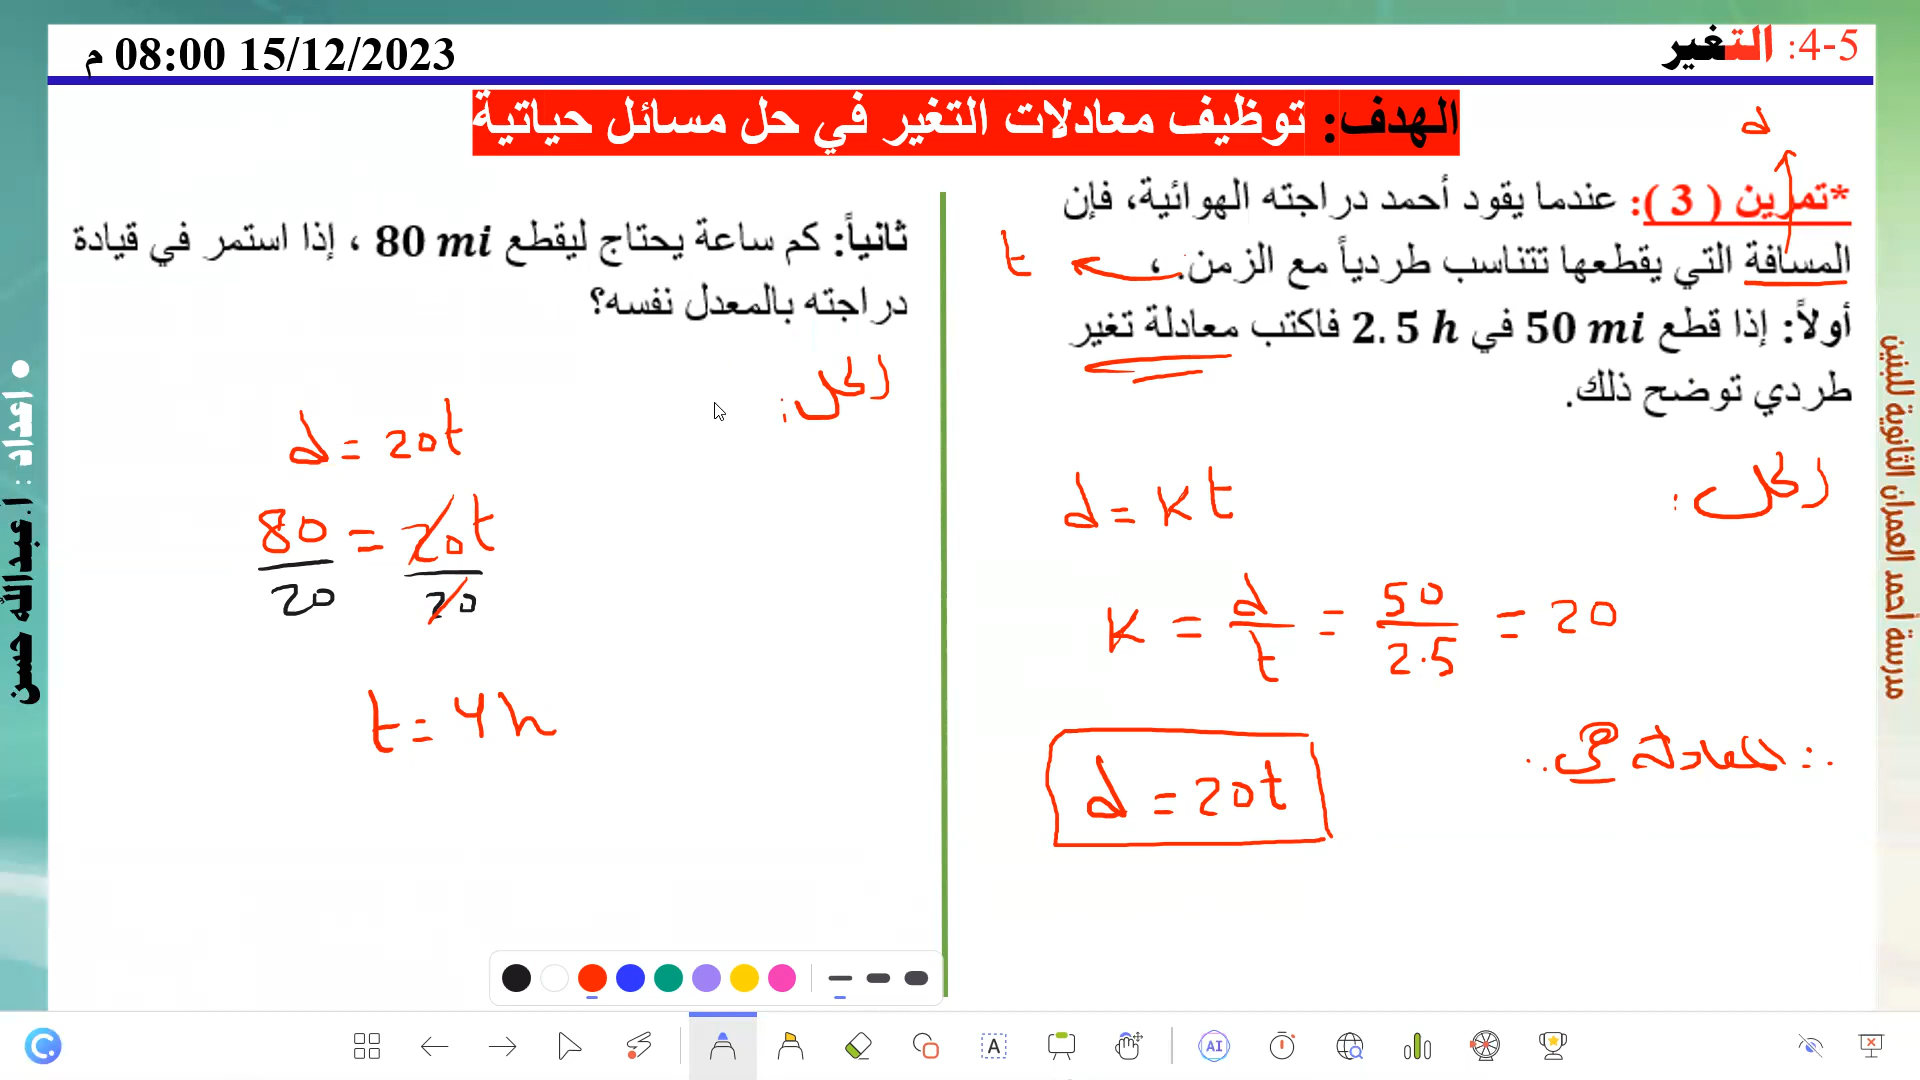 08:00 15/12/2023 م
4-5: التغير
الهدف: توظيف معادلات التغير في حل مسائل حياتية
d
*تمرين ( 3 ): عندما يقود أحمد دراجته الهوائية، فإن
المسافة التي يقطعها تتناسب طردياً مع الزمن. ،
t
أولاً: إذا قطع 50 mi في 2.5 h فاكتب معادلة تغير
طردي توضح ذلك.
الحل:
d = Kt
K = d/t = 50/2.5 = 20
∴ المعادلة هي ..
d = 20t
ثانياً: كم ساعة يحتاج ليقطع 80 mi ، إذا استمر في قيادة
دراجته بالمعدل نفسه؟
الحل:
d = 20t
80/20 = 20t/20
t = 4h
اعداد : أ.عبدالله حسن
مدرسة أحمد العمران الثانوية للبنين
A
AI